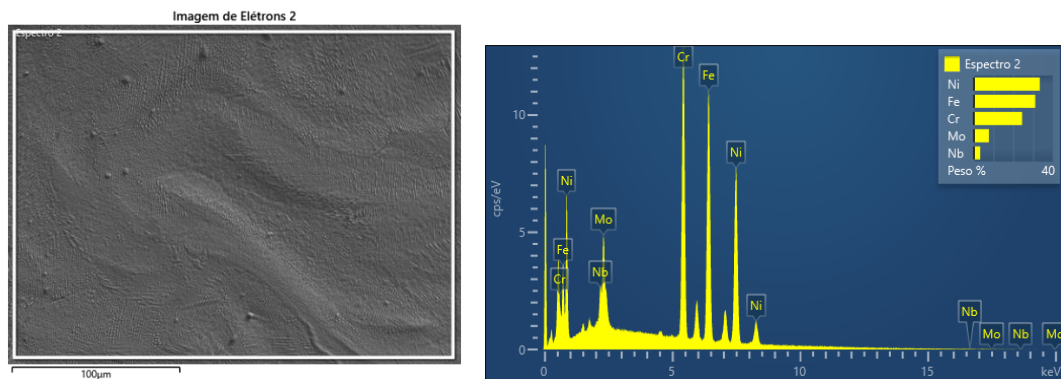 Imagem de Elétrons 2
Espectro 2
100µm
Espectro 2
Ni
Fe
Cr
Mo
Nb
Peso % 40
cps/eV
10
5
0
Cr
Fe
Ni
Ni
Mo
Fe
Nb
Cr
Ni
Nb
Mo
Nb
Mo
0 5 10 15 keV